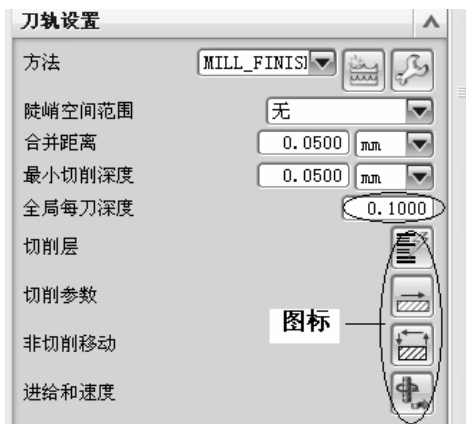 刀轨设置
方法 MILL_FINIS
陡峭空间范围 无
合并距离 0.0500 mm
最小切削深度 0.0500 mm
全局每刀深度 0.1000
切削层
切削参数
图标
非切削移动
进给和速度